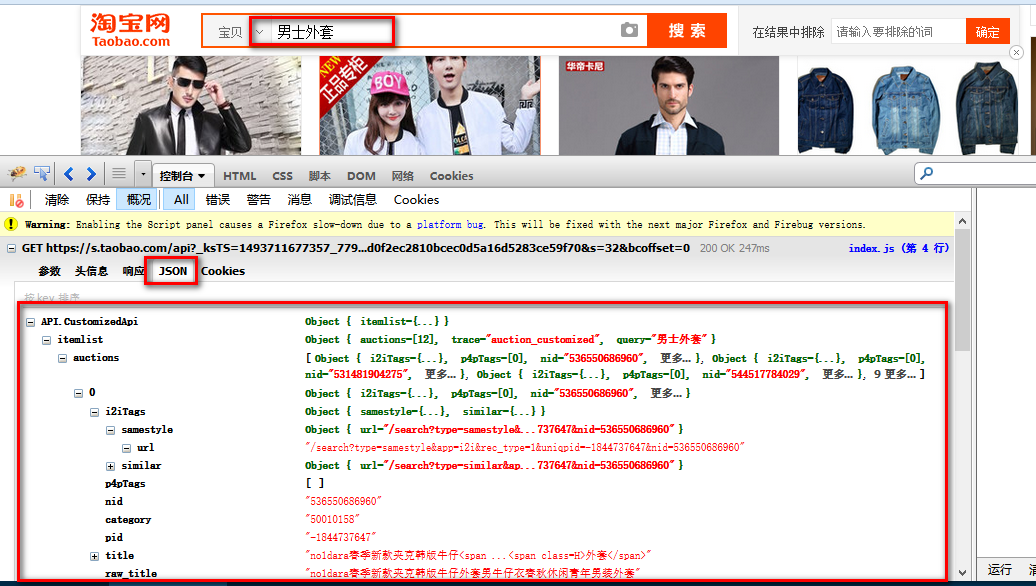 淘宝网 宝贝 男士外套 搜索 在结果中排除 请输入要排除的词 确定
Taobao.com
NEW 正品专柜 BOY 华帝卡尼
控制台 HTML CSS 脚本 DOM 网络 Cookies
清除 保持 概况 All 错误 警告 消息 调试信息 Cookies
Warning: Enabling the Script panel causes a Firefox slow-down due to a platform bug. This will be fixed with the next major Firefox and Firebug versions.
GET https://s.taobao.com/api?_ksTS=1493711677357_779...d0f2ec2810bcec0d5a16d5283ce59f70&s=32&bcoffset=0 200 OK 247ms index.js (第 4 行)
参数 头信息 响应 JSON Cookies
按 key 排序
API.CustomizedApi Object { itemlist={...} }
itemlist Object { auctions=[12], trace="auction_customized", query="男士外套" }
auctions [ Object { i2iTags={...}, p4pTags=[0], nid="536550686960", 更多... }, Object { i2iTags={...}, p4pTags=[0],
nid="531481904275", 更多... }, Object { i2iTags={...}, p4pTags=[0], nid="544517784029", 更多... }, 9 更多... ]
0 Object { i2iTags={...}, p4pTags=[0], nid="536550686960", 更多... }
i2iTags Object { samestyle={...}, similar={...} }
samestyle Object { url="/search?type=samestyle&...737647&nid=536550686960" }
url "/search?type=samestyle&app=i2i&rec_type=1&uniqpid=-1844737647&nid=536550686960"
similar Object { url="/search?type=similar&ap...737647&nid=536550686960" }
p4pTags [ ]
nid "536550686960"
category "50010158"
pid "-1844737647"
title "noldara春季新款夹克韩版牛仔<span ...<span class=H>外套</span>"
raw_title "noldara春季新款夹克韩版牛仔外套男牛仔衣春秋休闲青年男装外套"
运行